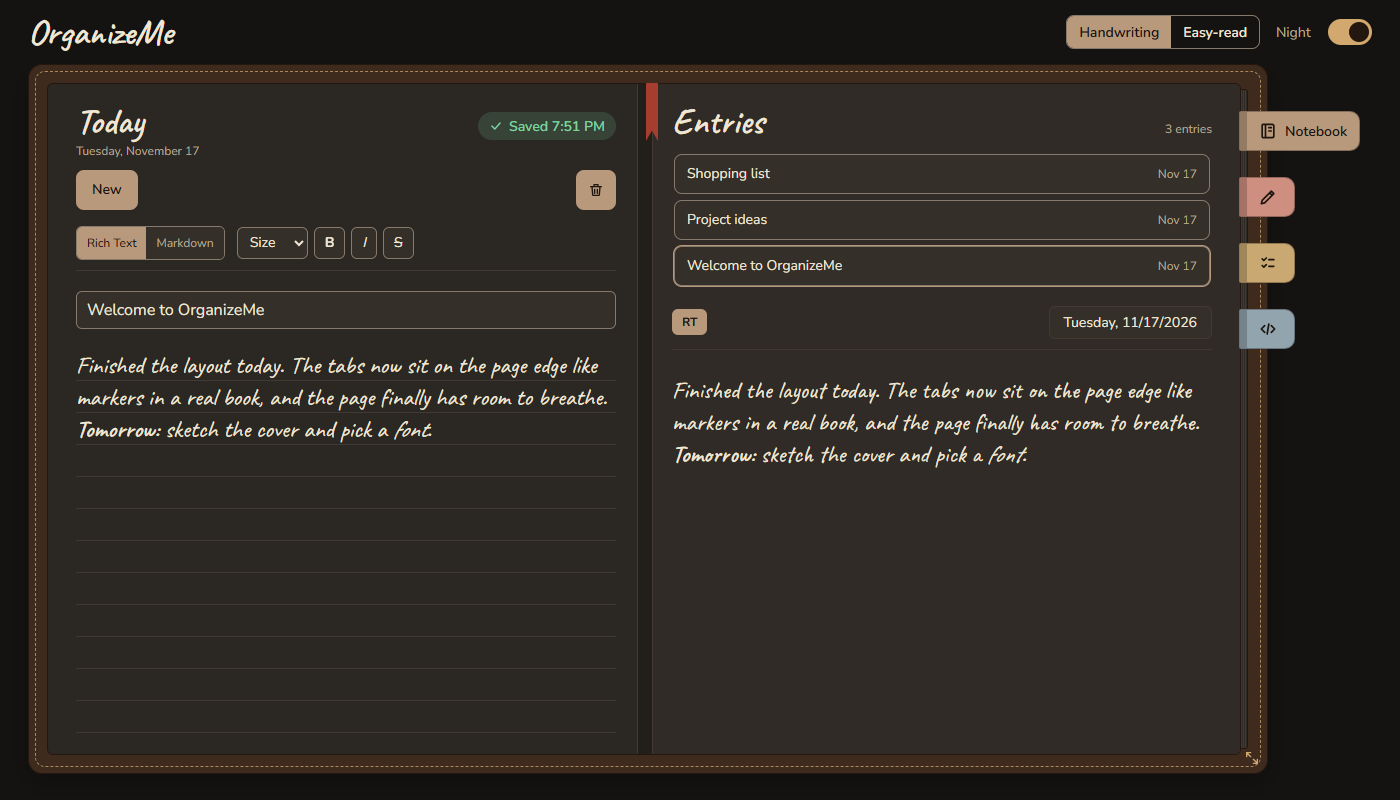 OrganizeMe
Handwriting Easy-read Night
Today
Saved 7:51 PM
Tuesday, November 17
New
Rich Text Markdown Size B I S
Welcome to OrganizeMe
Finished the layout today. The tabs now sit on the page edge like
markers in a real book, and the page finally has room to breathe.
Tomorrow: sketch the cover and pick a font.
Entries
3 entries
Shopping list Nov 17
Project ideas Nov 17
Welcome to OrganizeMe Nov 17
RT Tuesday, 11/17/2026
Finished the layout today. The tabs now sit on the page edge like
markers in a real book, and the page finally has room to breathe.
Tomorrow: sketch the cover and pick a font.
Notebook